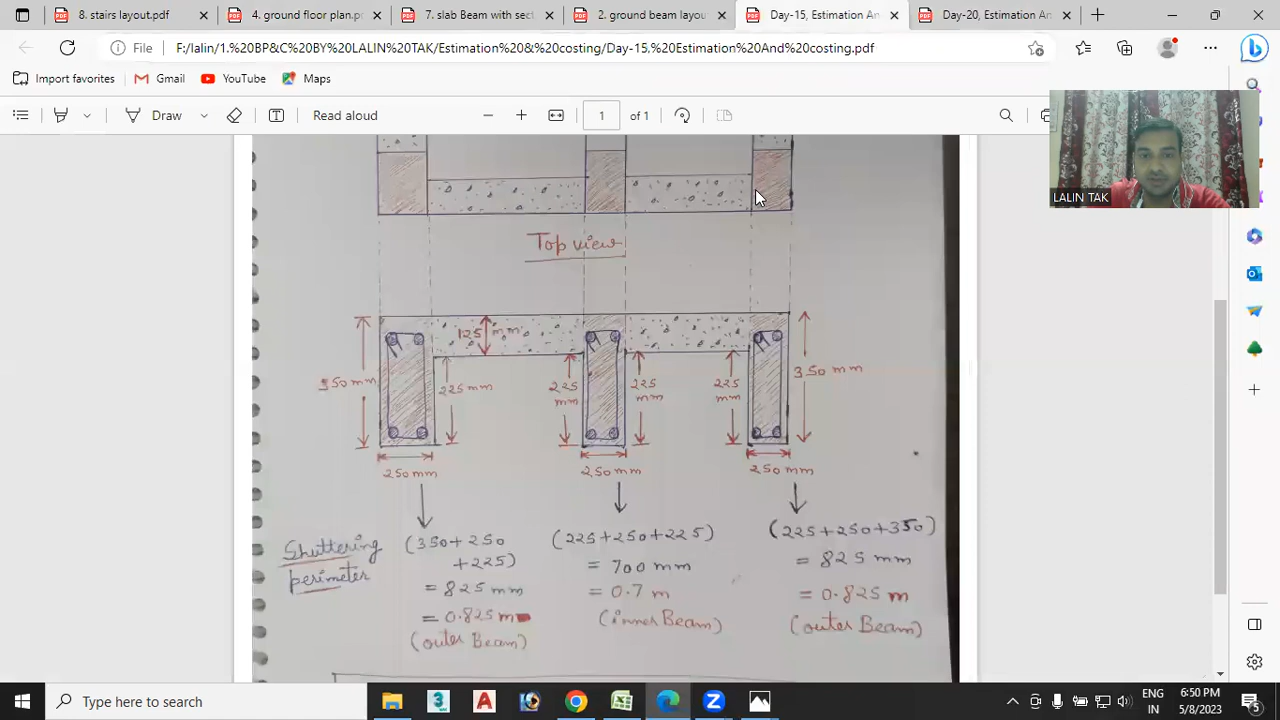 8. stairs layout.pdf
4. ground floor plan.p
7. slab Beam with sect
2. ground beam layou
Day-15, Estimation An
Day-20, Estimation An
File
F:/lalin/1.%20BP&C%20BY%20LALIN%20TAK/Estimation%20&%20costing/Day-15.%20Estimation%20And%20costing.pdf
Import favorites
Gmail
YouTube
Maps
Draw
Read aloud
1
of 1
LALIN TAK
Top view
125 mm
350 mm
225 mm
225 mm
225 mm
225 mm
350 mm
250 mm
250 mm
250 mm
Shuttering perimeter
(350+250
+225)
= 825 mm
= 0.825 m
(outer Beam)
(225+250+225)
= 700 mm
= 0.7 m
(inner Beam)
(225+250+350)
= 825 mm
= 0.825 m
(outer Beam)
Type here to search
ENG
IN
6:50 PM
5/8/2023
5